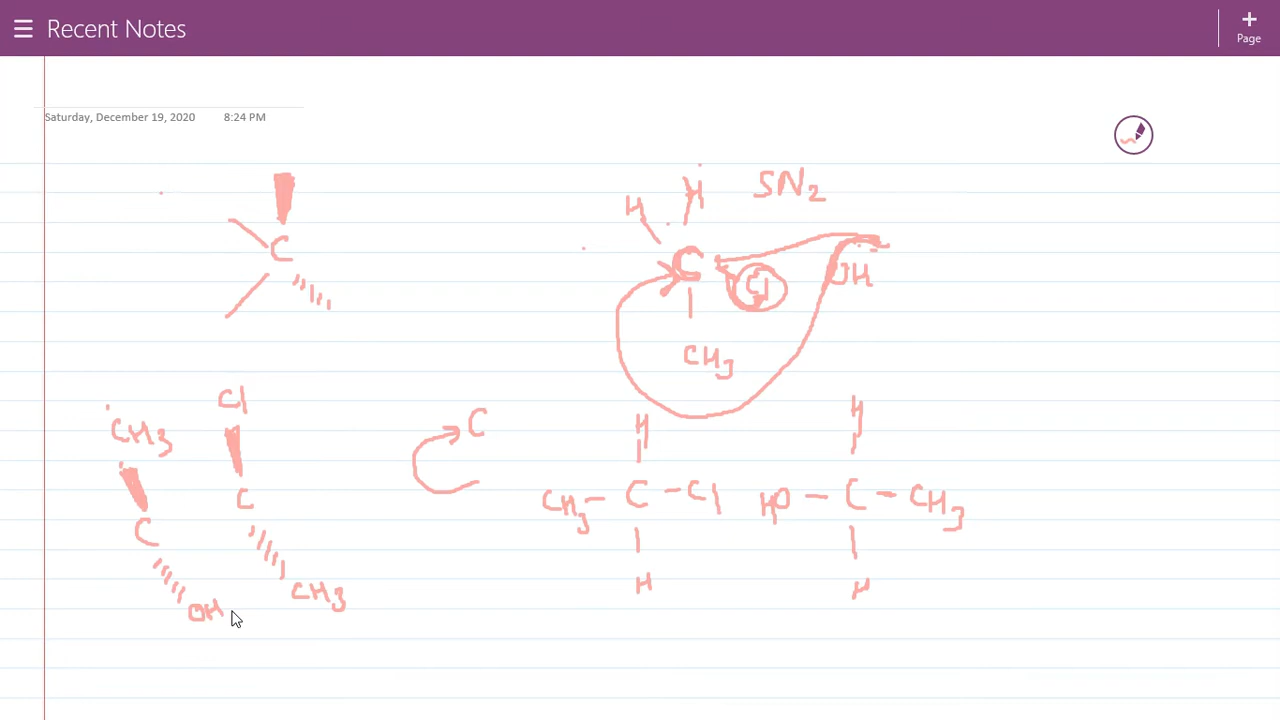 Recent Notes
Page
Saturday, December 19, 2020 8:24 PM
SN2
H H
C
C Cl OH
CH3
Cl
CH3
C
H
H
C
CH3 – C – Cl
HO – C – CH3
C
H
H
CH3
OH